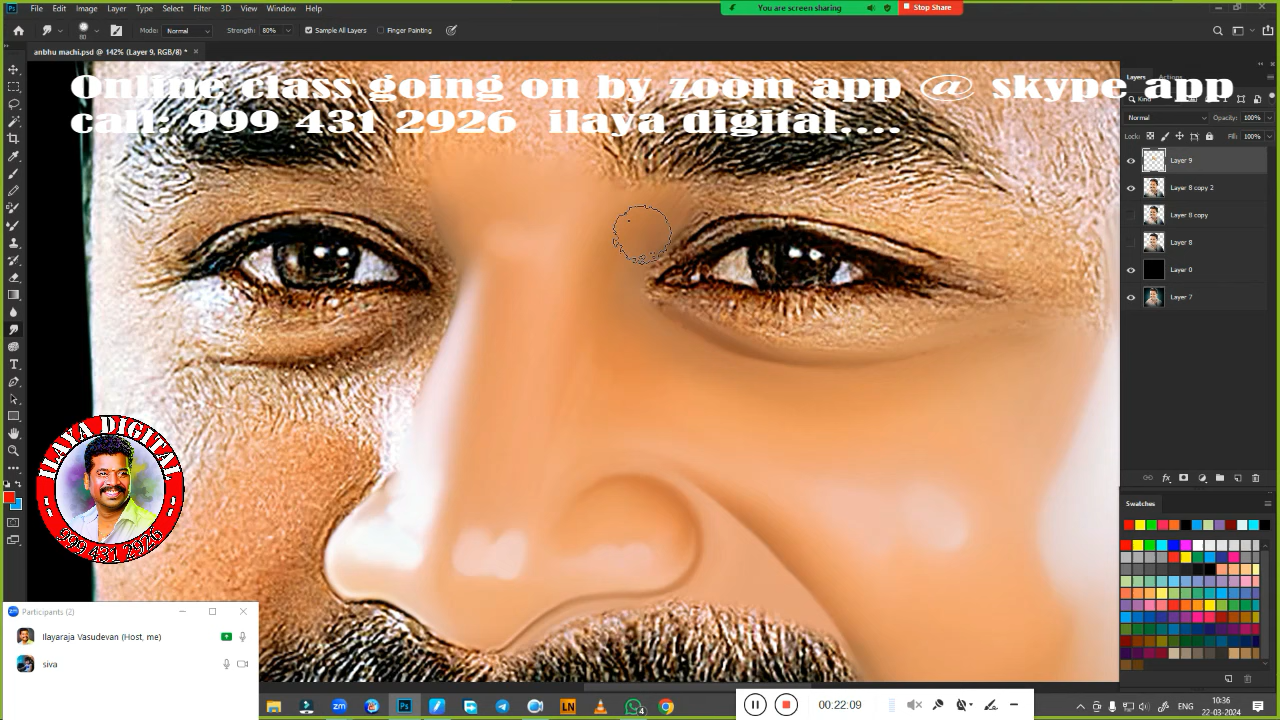 File Edit Image Layer Type Select Filter 3D View Window Help
You are screen sharing Stop Share
80 Mode: Normal Strength: 80% Sample All Layers Finger Painting
anbhu machi.psd @ 142% (Layer 9, RGB/8) *
Online class going on by zoom app @ skype app
call: 999 431 2926 ilaya digital....
Layers Actions
Kind
Normal Opacity: 100%
Lock: Fill: 100%
Layer 9
Layer 8 copy 2
Layer 8 copy
Layer 8
Layer 0
Layer 7
ILAYA DIGITAL
999 431 2926
Swatches
Participants (2)
Ilayaraja Vasudevan (Host, me)
siva
00:22:09
ENG
10:36
22-03-2024